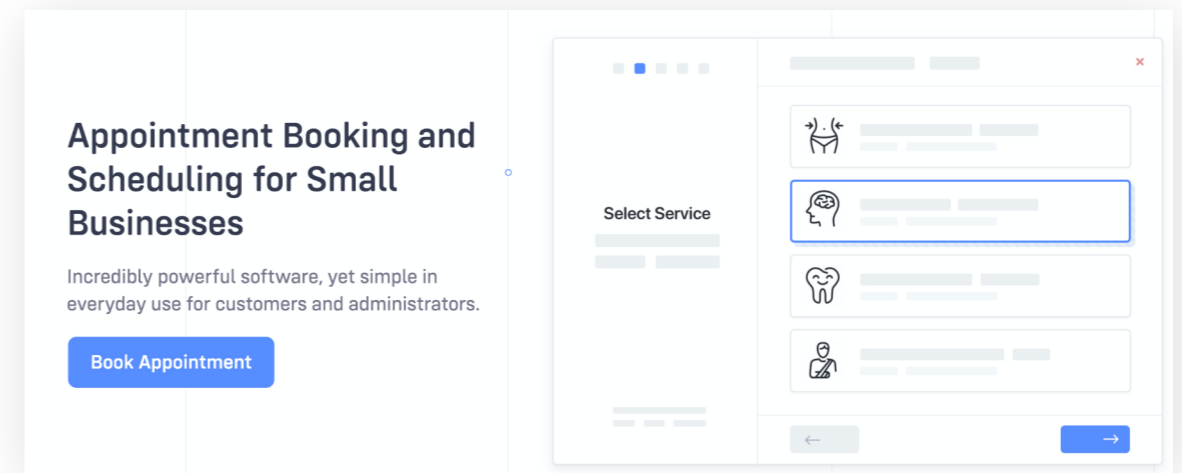 Appointment Booking and
Scheduling for Small
Businesses
Incredibly powerful software, yet simple in
everyday use for customers and administrators.
Book Appointment
Select Service